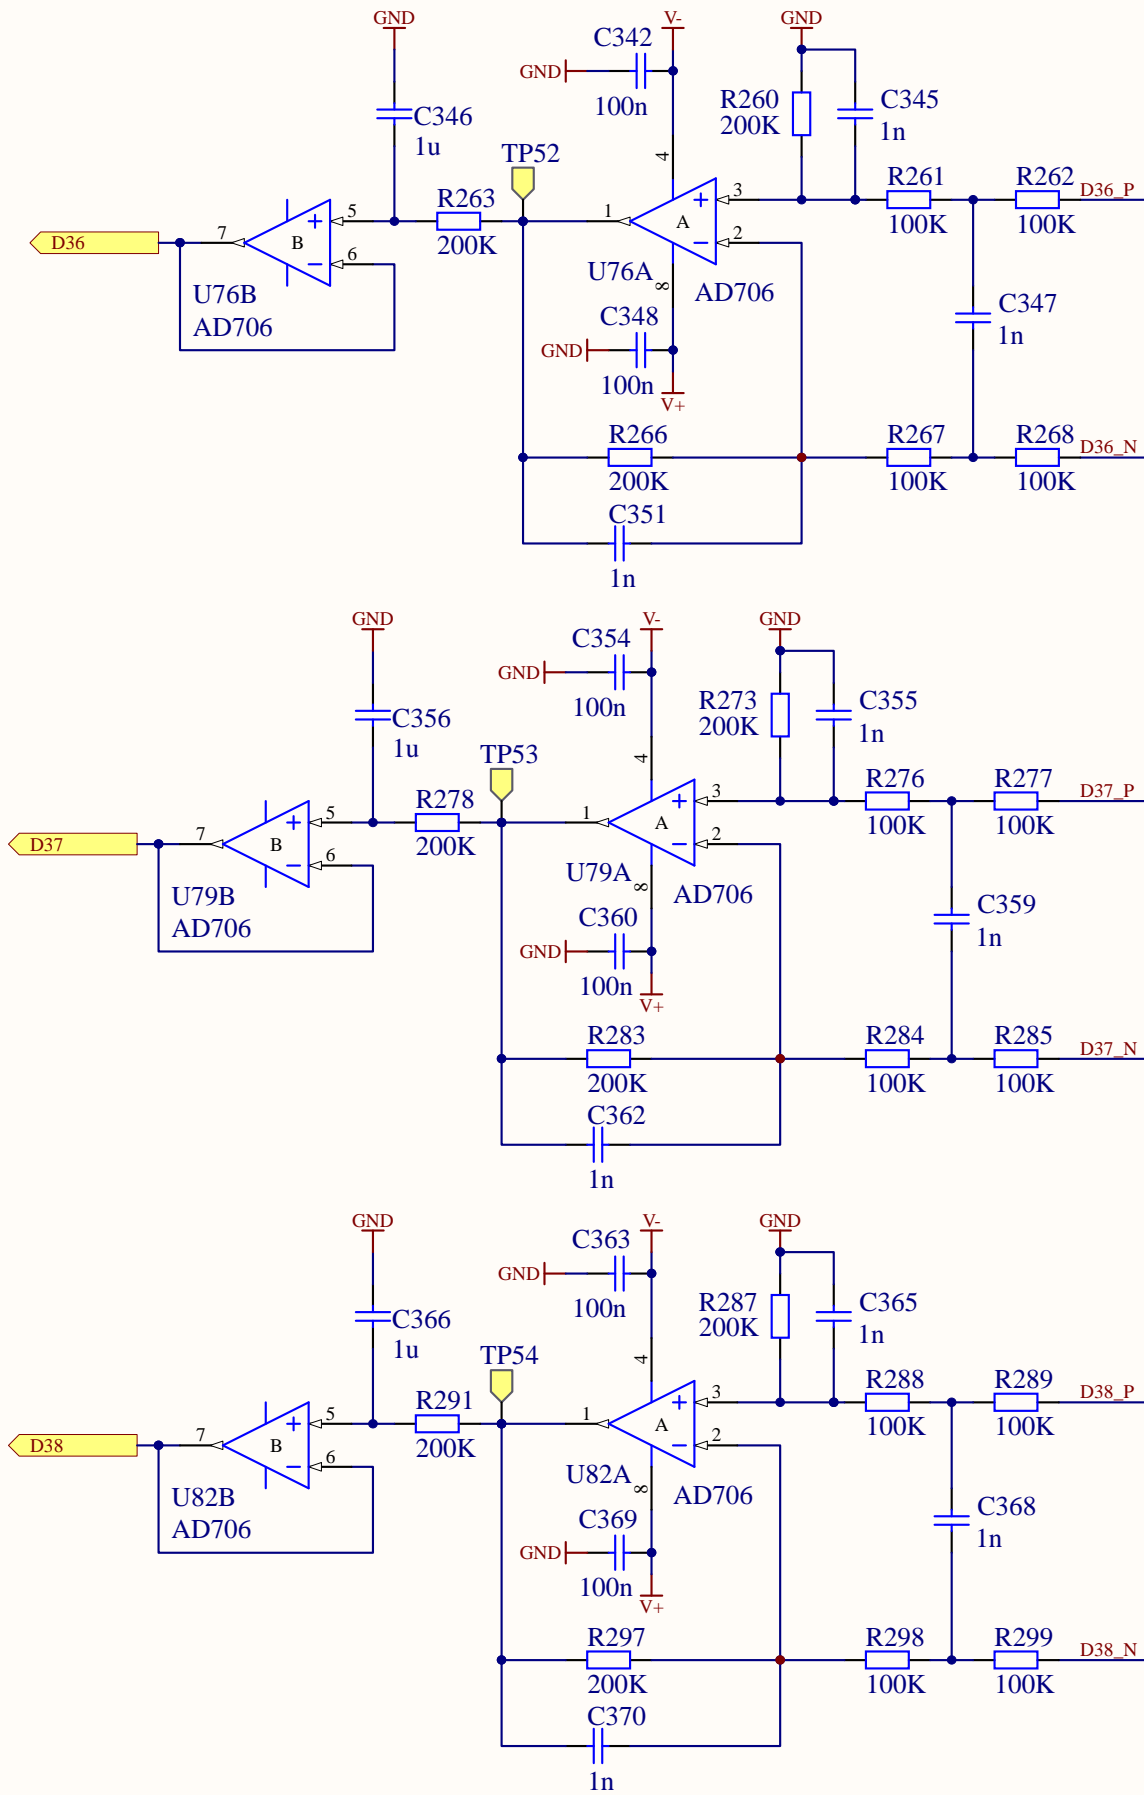 GND
C346
1u
GND
C342
100n
V-
GND
R260
200K
C345
1n
TP52
4
R263
200K
5
6
7
B
D36
U76B
AD706
1
A
3
2
8
U76A
AD706
R261
100K
R262
100K
D36_P
C347
1n
GND
C348
100n
V+
R266
200K
C351
1n
R267
100K
R268
100K
D36_N
GND
C356
1u
GND
C354
100n
V-
GND
R273
200K
C355
1n
TP53
4
R278
200K
5
6
7
B
D37
U79B
AD706
1
A
3
2
8
U79A
AD706
R276
100K
R277
100K
D37_P
C359
1n
GND
C360
100n
V+
R283
200K
C362
1n
R284
100K
R285
100K
D37_N
GND
C366
1u
GND
C363
100n
V-
GND
R287
200K
C365
1n
TP54
4
R291
200K
5
6
7
B
D38
U82B
AD706
1
A
3
2
8
U82A
AD706
R288
100K
R289
100K
D38_P
C368
1n
GND
C369
100n
V+
R297
200K
C370
1n
R298
100K
R299
100K
D38_N